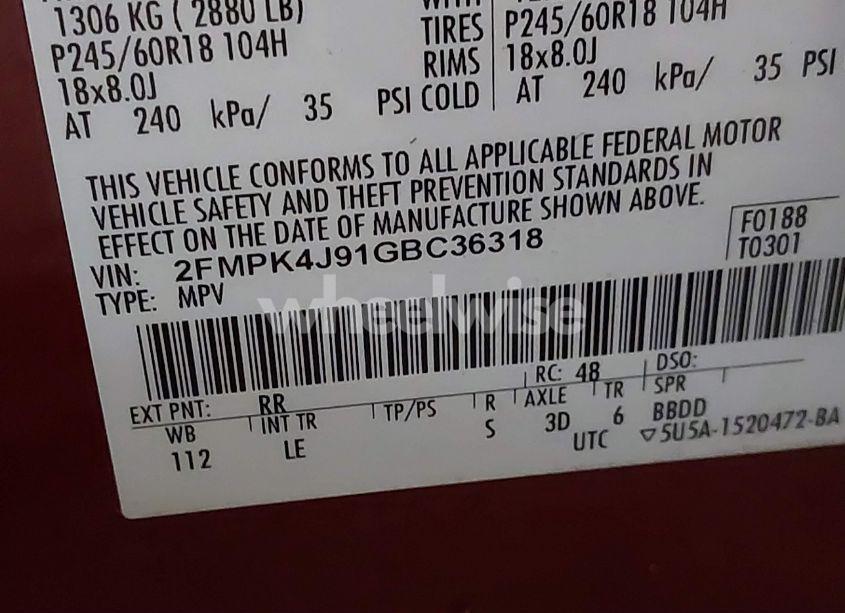 1306 KG ( 2880 LB)
P245/60R18 104H
18x8.0J
AT 240 kPa/ 35 PSI COLD
WITH
TIRES
RIMS
P245/60R18 104H
18x8.0J
AT 240 kPa/ 35 PSI
THIS VEHICLE CONFORMS TO ALL APPLICABLE FEDERAL MOTOR
VEHICLE SAFETY AND THEFT PREVENTION STANDARDS IN
EFFECT ON THE DATE OF MANUFACTURE SHOWN ABOVE.
VIN: 2FMPK4J91GBC36318
TYPE: MPV
F0188
T0301
wheelwise
EXT PNT: RR RC: 48 DSO:
WB INT TR TP/PS R AXLE TR SPR
112 LE S 3D 6 BBDD
UTC ▽5U5A-1520472-BA